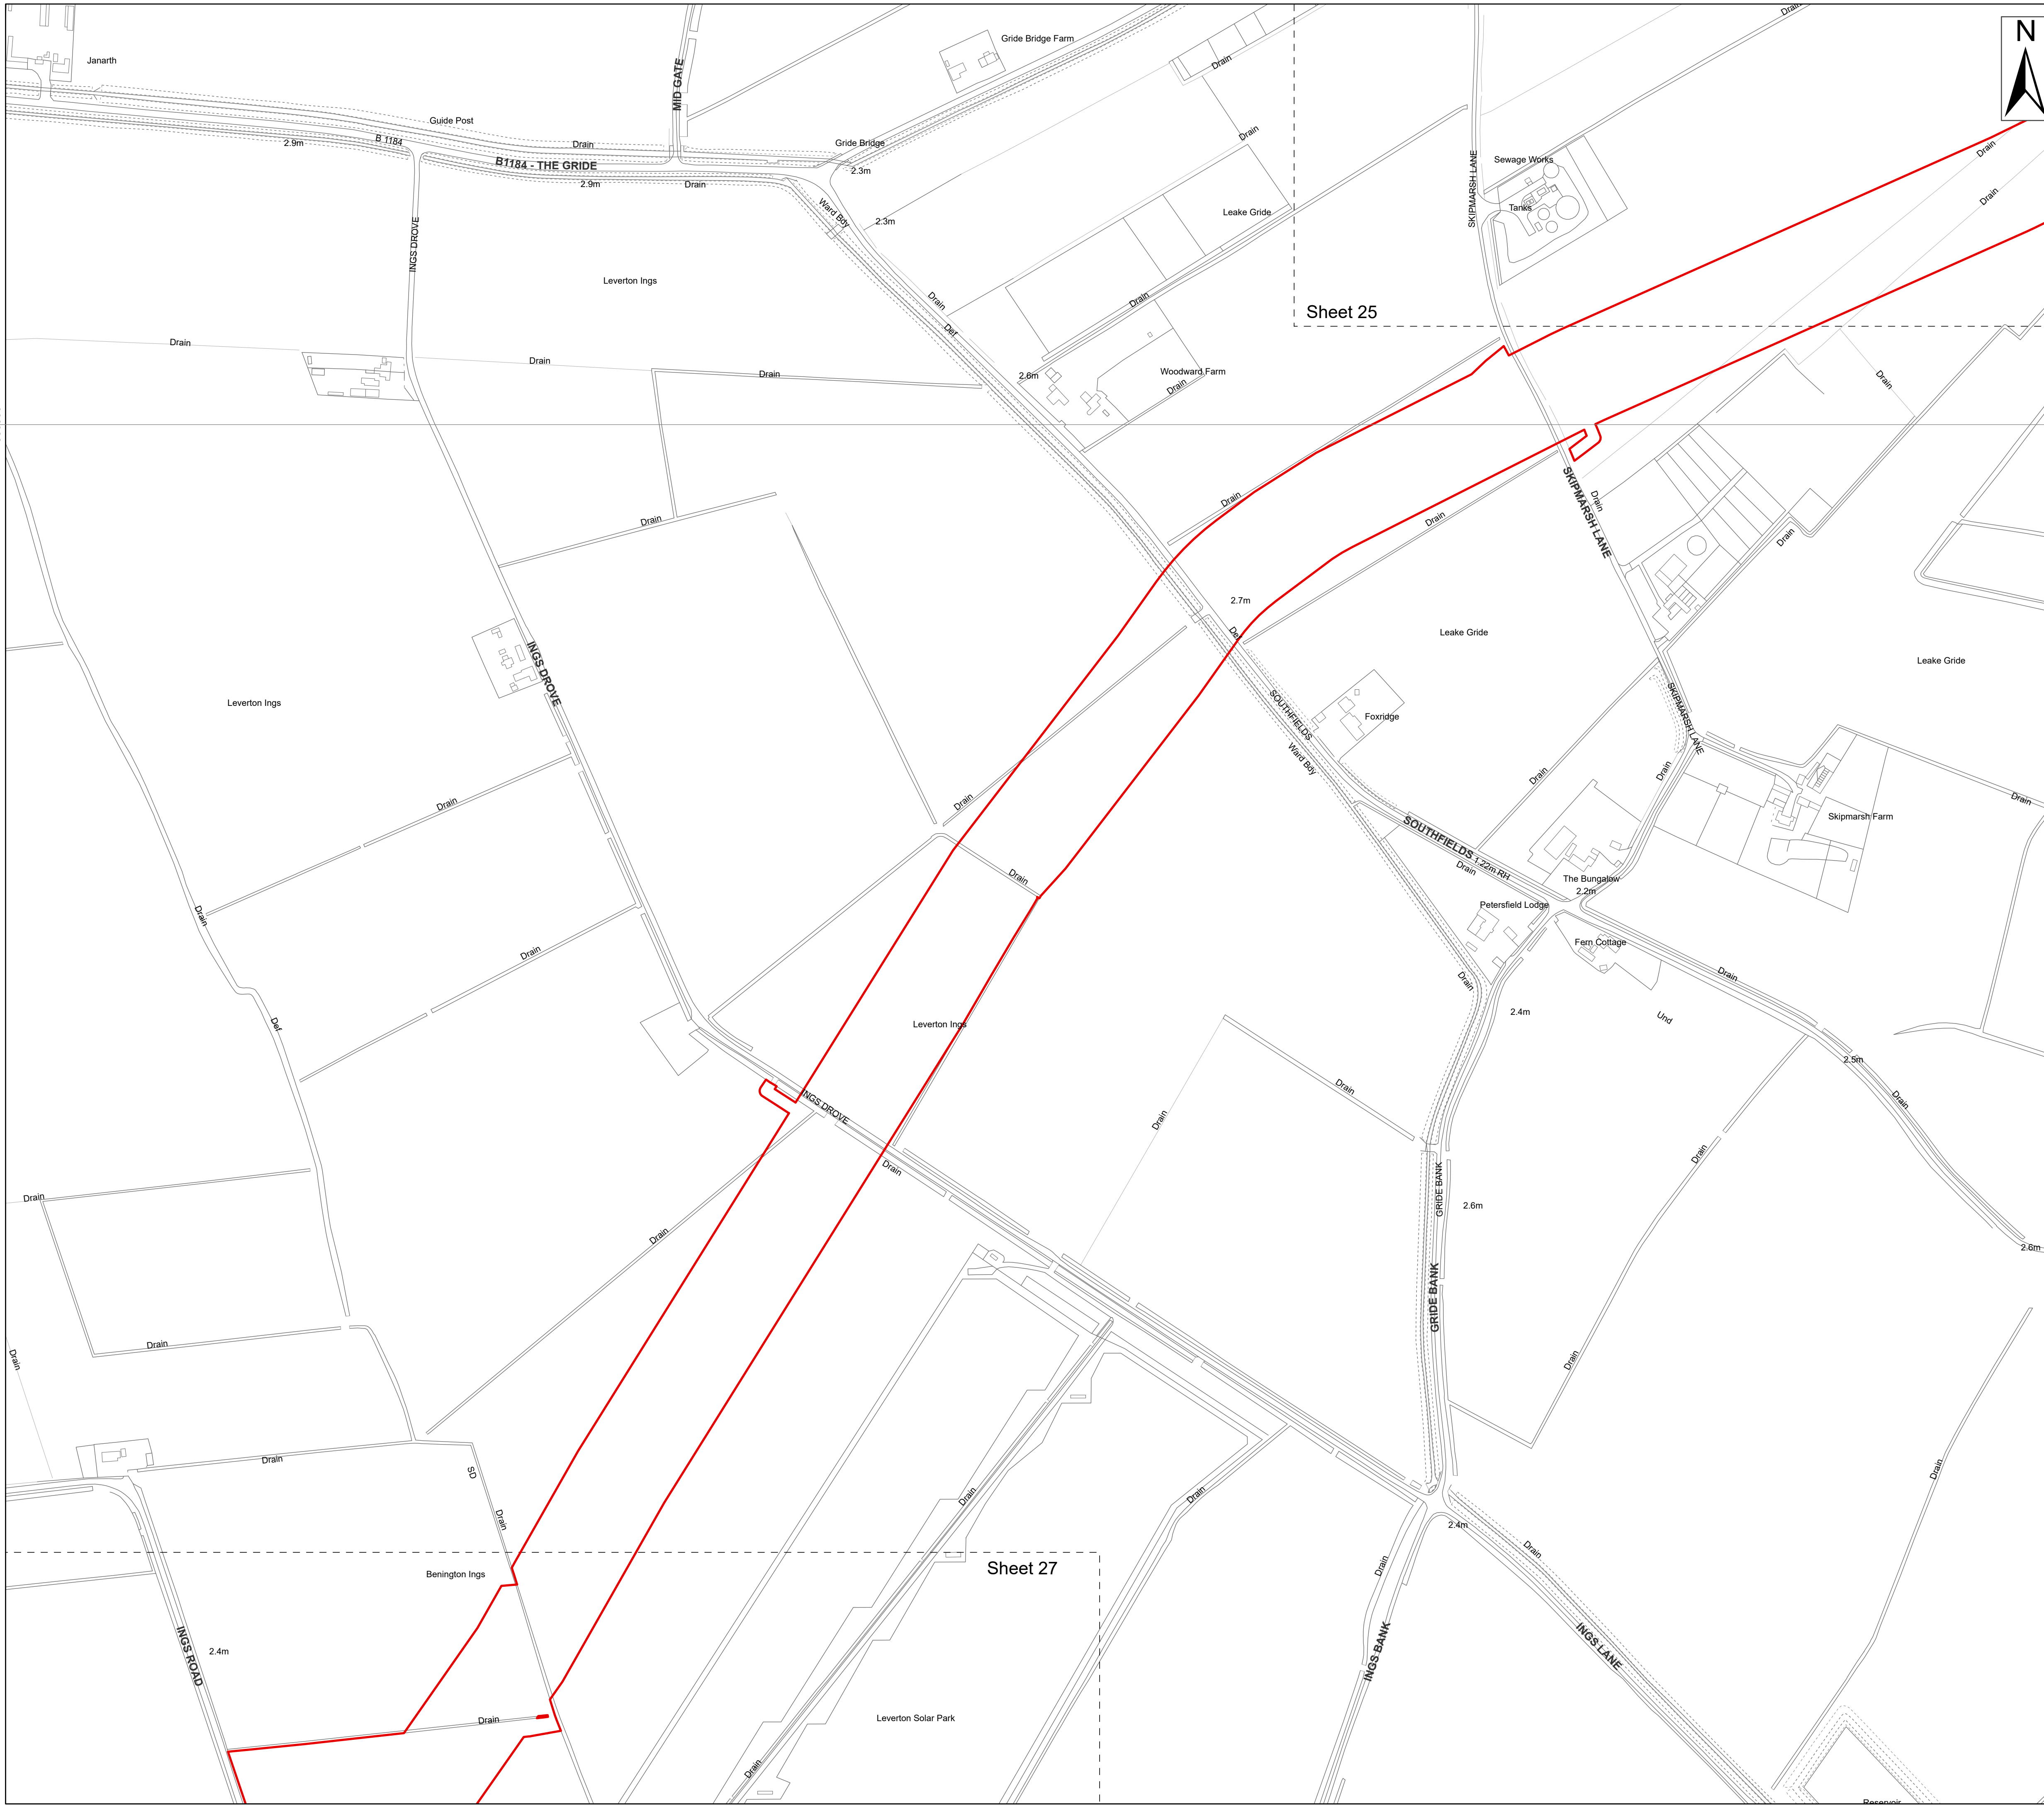 Drain
N
Janarth
Gride Bridge Farm
Drain
MID GATE
Guide Post
B 1184
2.9m
Drain
B1184 - THE GRIDE
2.9m
Drain
Gride Bridge
2.3m
Drain
Sewage Works
Drain
Drain
SKIPMARSH LANE
Tanks
Ward Bdy
2.3m
Leake Gride
INGS DROVE
Leverton Ings
Drain
Drain
Def
Sheet 25
Drain
Drain
Drain
2.6m
Woodward Farm
Drain
Drain
Drain
Drain
Drain
SKIPMARSH LANE
Drain
Drain
2.7m
Def
Leake Gride
Leake Gride
INGS DROVE
Leverton Ings
SOUTHFIELDS
Foxridge
SKIPMARSH LANE
Ward Bdy
Drain
Drain
Drain
Drain
Drain
Skipmarsh Farm
SOUTHFIELDS
1.22m RH
Drain
The Bungalow
2.2m
Drain
Drain
Petersfield Lodge
Fern Cottage
Drain
Drain
Drain
Def
Leverton Ings
2.4m
Und
2.5m
Drain
Drain
INGS DROVE
Drain
Drain
Drain
Drain
GRIDE BANK
2.6m
Drain
Drain
2.6m
GRIDE BANK
Drain
Drain
Drain
Drain
SD
Drain
Drain
Drain
Drain
2.4m
Drain
Sheet 27
Benington Ings
Drain
INGS ROAD
2.4m
INGS BANK
INGS LANE
Drain
Leverton Solar Park
Drain
Reservoir